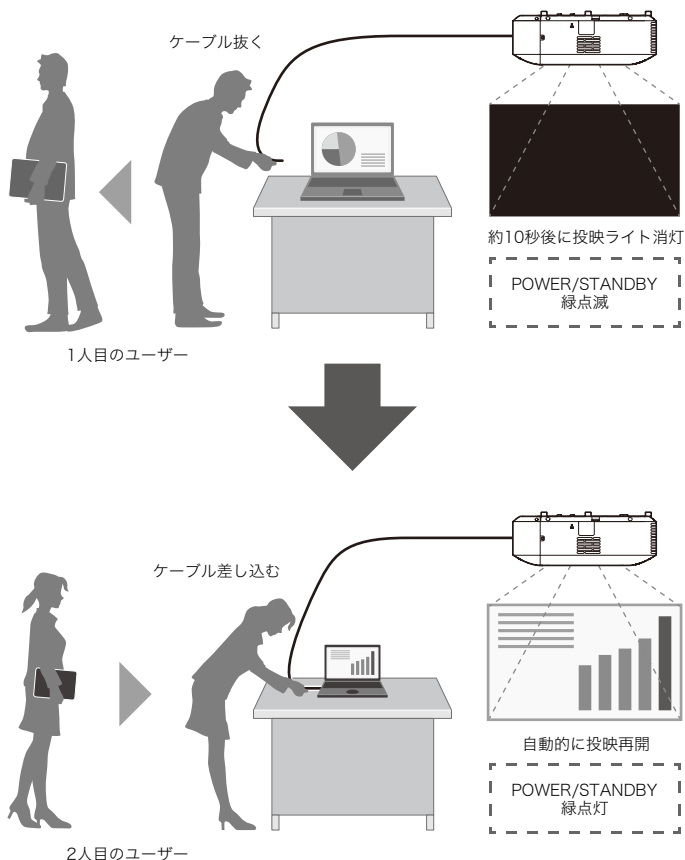 ケーブル抜く
約10秒後に投映ライト消灯
POWER/STANDBY
緑点滅
1人目のユーザー
ケーブル差し込む
自動的に投映再開
POWER/STANDBY
緑点灯
2人目のユーザー